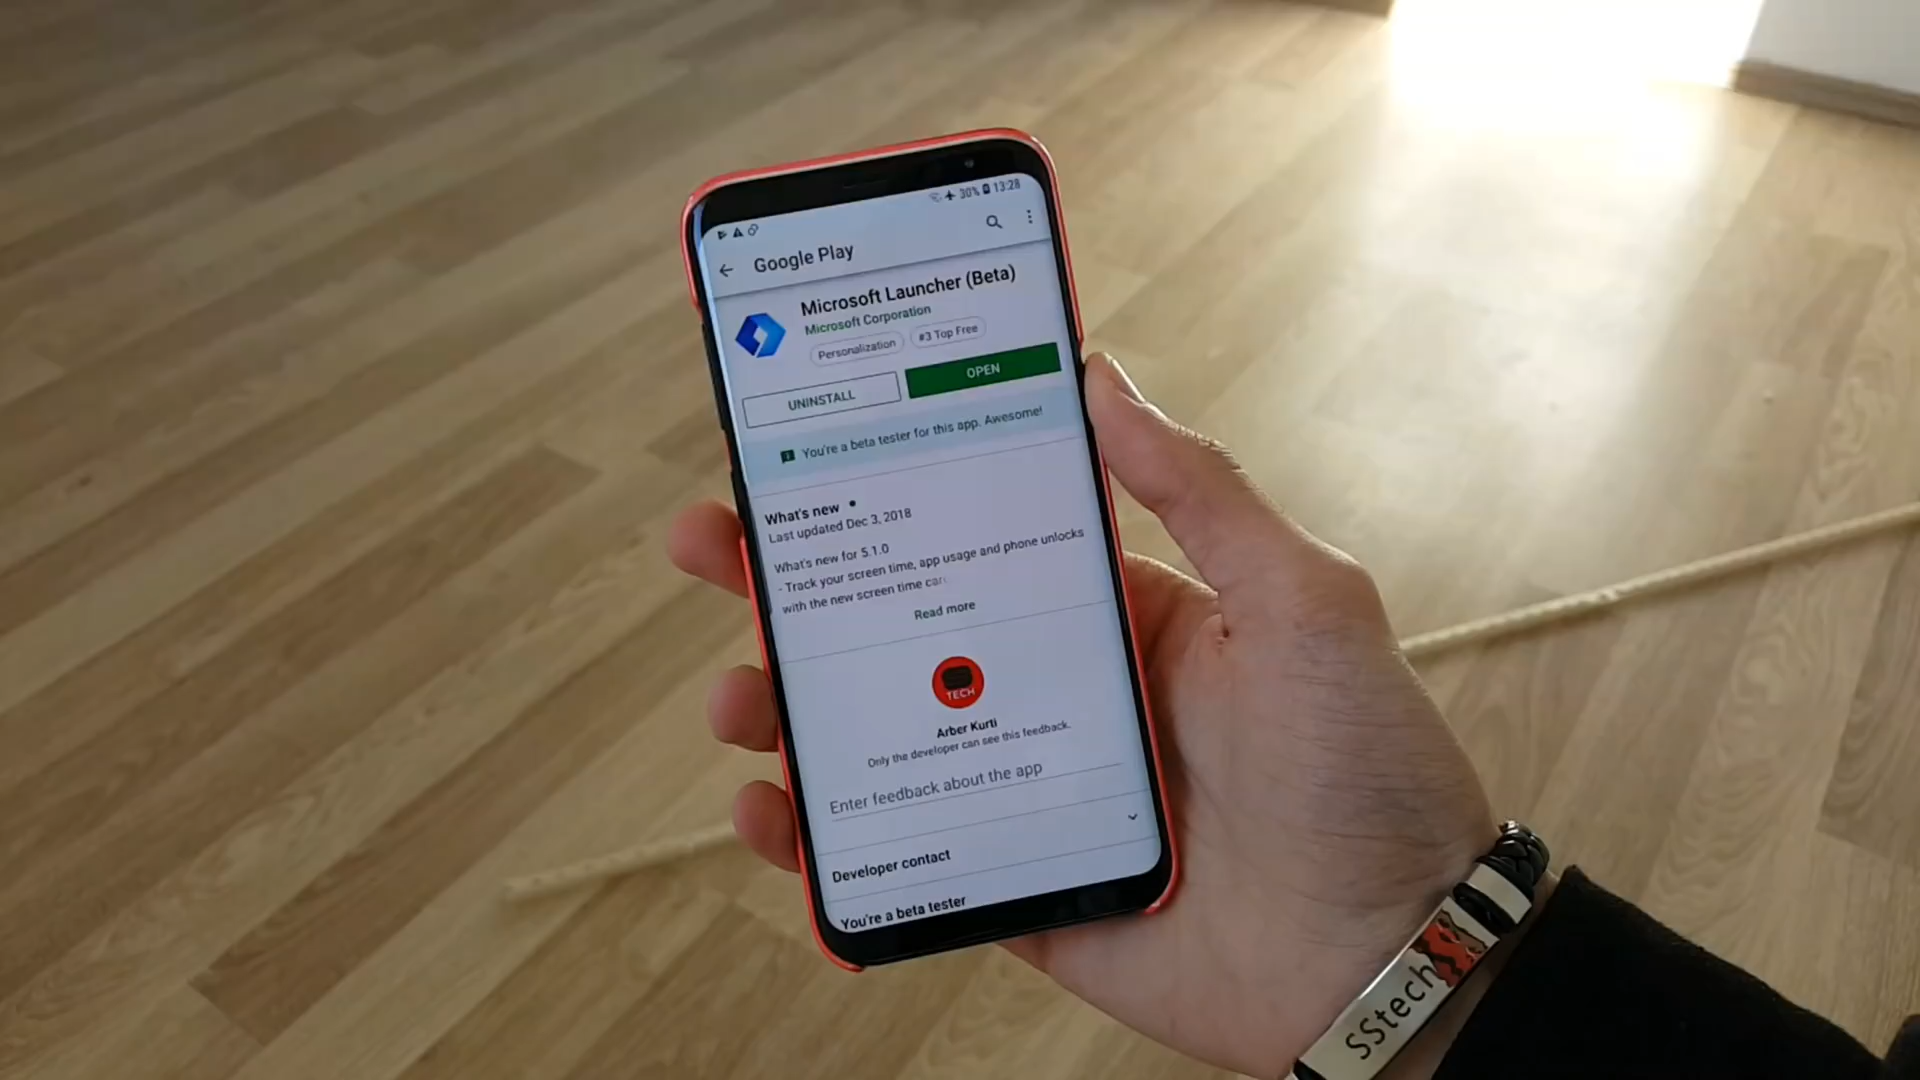 30% 13:28
Google Play
Microsoft Launcher (Beta)
Microsoft Corporation
Personalization
#3 Top Free
UNINSTALL
OPEN
You're a beta tester for this app. Awesome!
What's new
Last updated Dec 3, 2018
What's new for 5.1.0
- Track your screen time, app usage and phone unlocks
with the new screen time car
Read more
TECH
Arber Kurti
Only the developer can see this feedback.
Enter feedback about the app
Developer contact
You're a beta tester
SStech